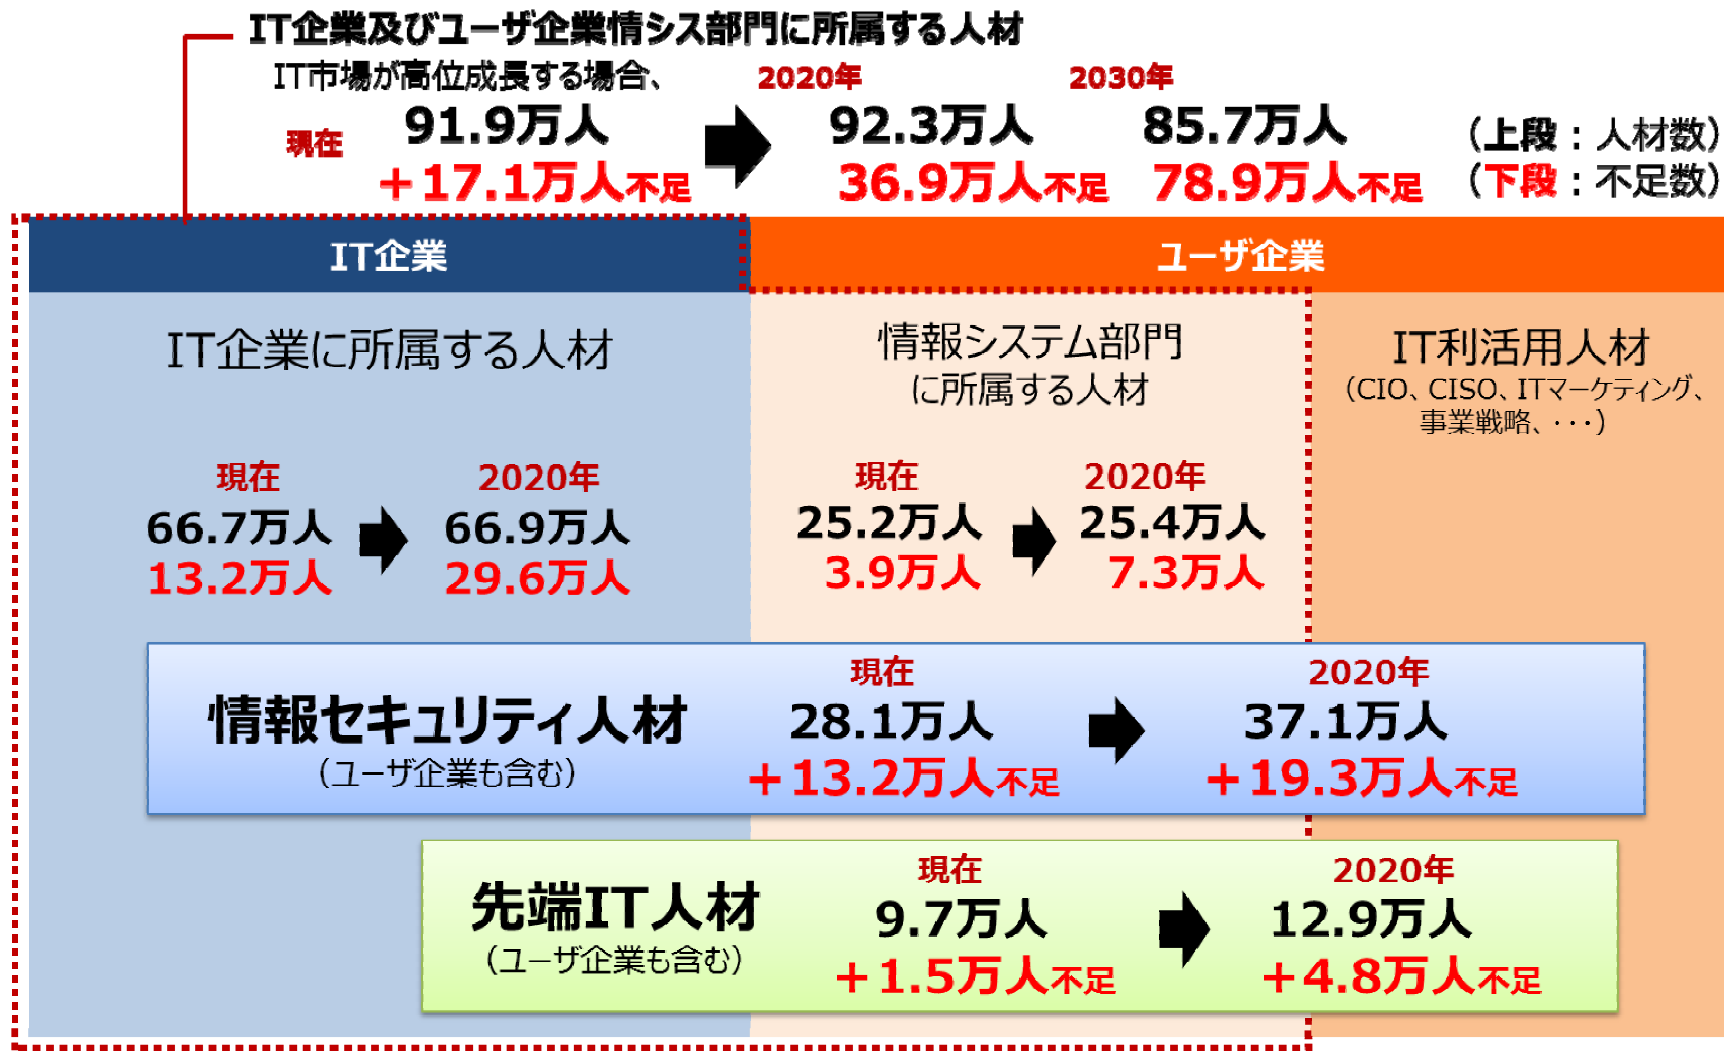 IT企業及びユーザ企業情シス部門に所属する人材
IT市場が高位成長する場合、
2020年
2030年
現在
91.9万人
92.3万人
85.7万人
（上段：人材数）
＋17.1万人不足
36.9万人不足
78.9万人不足
（下段：不足数）
IT企業
ユーザ企業
IT企業に所属する人材
情報システム部門
に所属する人材
IT利活用人材
（CIO、CISO、ITマーケティング、
事業戦略、・・・）
現在
2020年
66.7万人
66.9万人
13.2万人
29.6万人
現在
2020年
25.2万人
25.4万人
3.9万人
7.3万人
情報セキュリティ人材
（ユーザ企業も含む）
現在
2020年
28.1万人
37.1万人
＋13.2万人不足
＋19.3万人不足
先端IT人材
（ユーザ企業も含む）
現在
2020年
9.7万人
12.9万人
＋1.5万人不足
＋4.8万人不足